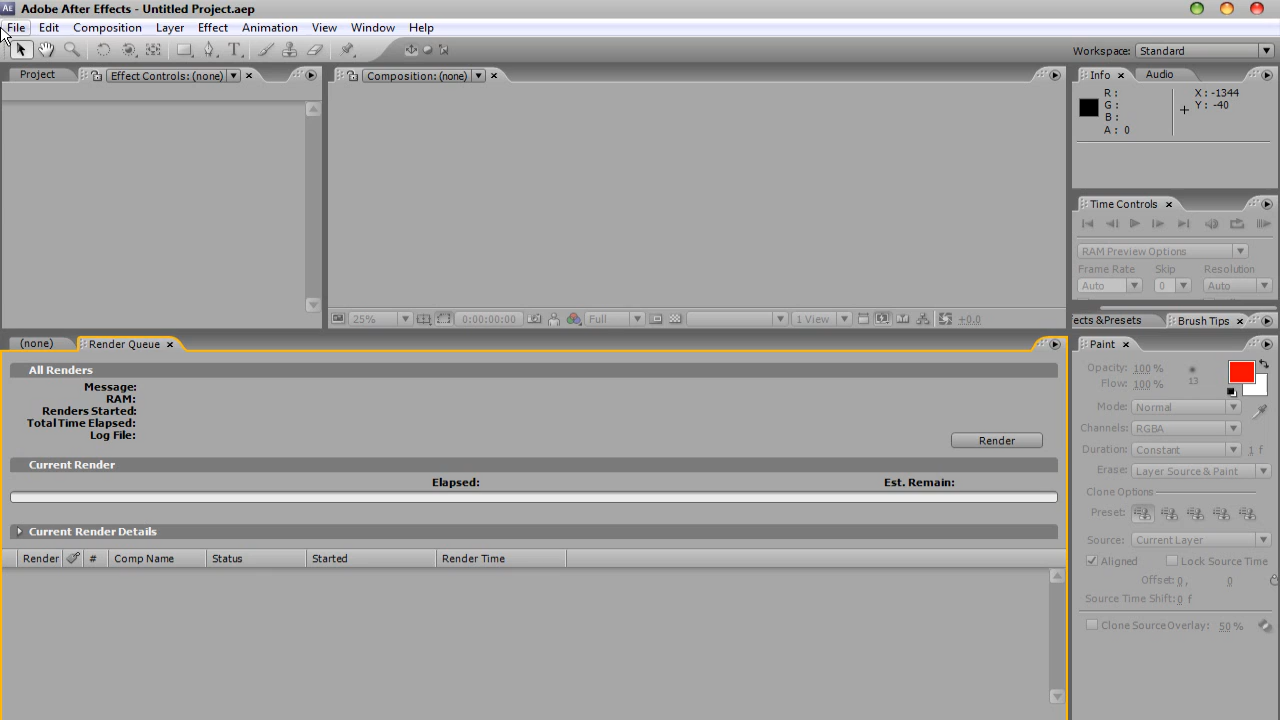 Adobe After Effects - Untitled Project.aep
File Edit Composition Layer Effect Animation View Window Help
Workspace: Standard
Project Effect Controls: (none)
Composition: (none)
Info Audio
R :
G :
B :
A : 0
X : -1344
Y : -40
Time Controls
RAM Preview Options
Frame Rate Skip Resolution
Auto 0 Auto
25% 0:00:00:00 Full 1 View +0.0
ects &Presets Brush Tips
(none) Render Queue
All Renders
Message:
RAM:
Renders Started:
Total Time Elapsed:
Log File:
Render
Current Render
Elapsed: Est. Remain:
Current Render Details
Render # Comp Name Status Started Render Time
Paint
Opacity: 100 %
Flow: 100 %
13
Mode: Normal
Channels: RGBA
Duration: Constant 1 f
Erase: Layer Source & Paint
Clone Options
Preset:
Source: Current Layer
Aligned Lock Source Time
Offset: 0 , 0
Source Time Shift: 0 f
Clone Source Overlay: 50 %